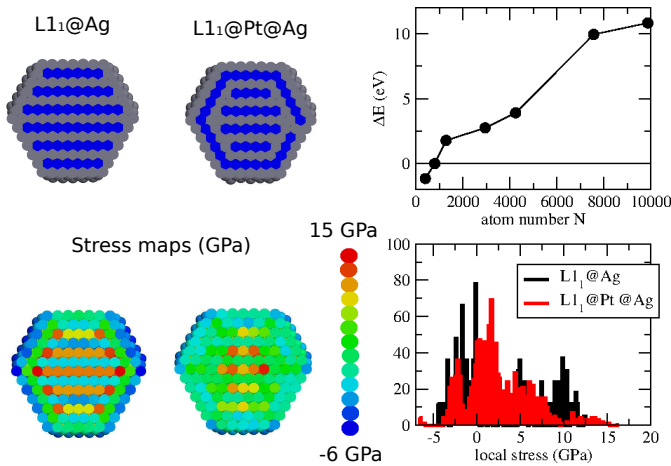 L1₁@Ag
L1₁@Pt@Ag
10
5
0
ΔE (eV)
0 2000 4000 6000 8000 10000
atom number N
Stress maps (GPa)
15 GPa
-6 GPa
100
80
60
40
20
0
L1₁@Ag
L1₁@Pt @Ag
-5 0 5 10 15 20
local stress (GPa)